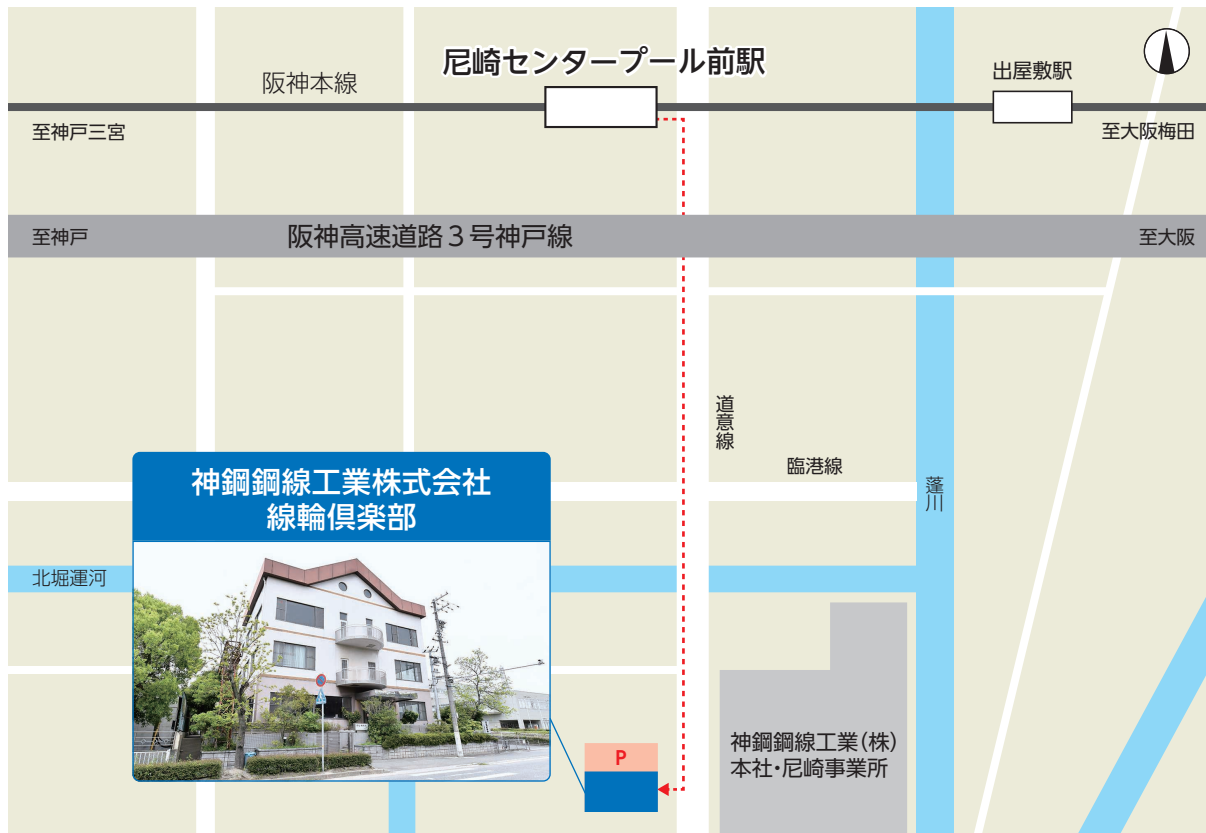 尼崎センタープール前駅
阪神本線
出屋敷駅
至神戸三宮
至大阪梅田
至神戸
阪神高速道路3号神戸線
至大阪
道意線
臨港線
蓬川
神鋼鋼線工業株式会社
線輪倶楽部
北堀運河
P
神鋼鋼線工業(株)
本社・尼崎事業所